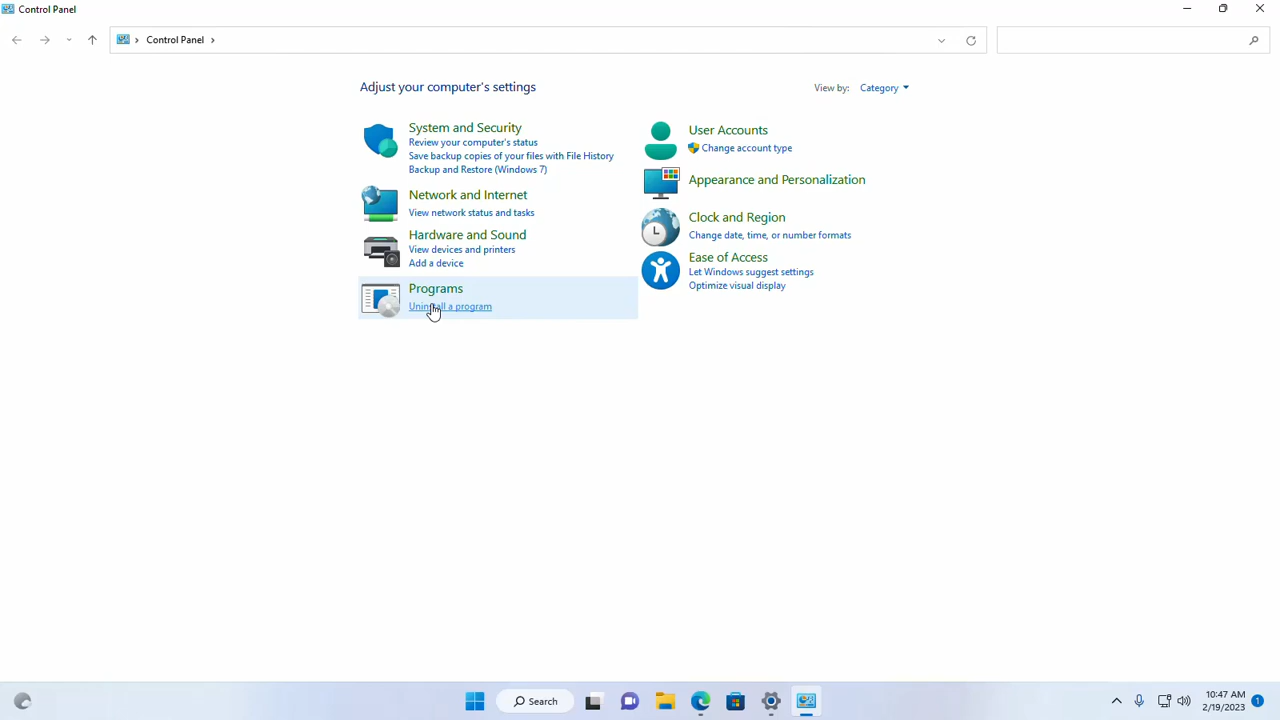 Control Panel
Control Panel
Adjust your computer's settings
View by: Category
System and Security
Review your computer's status
Save backup copies of your files with File History
Backup and Restore (Windows 7)
Network and Internet
View network status and tasks
Hardware and Sound
View devices and printers
Add a device
Programs
Uninstall a program
User Accounts
Change account type
Appearance and Personalization
Clock and Region
Change date, time, or number formats
Ease of Access
Let Windows suggest settings
Optimize visual display
Search
10:47 AM
2/19/2023
1